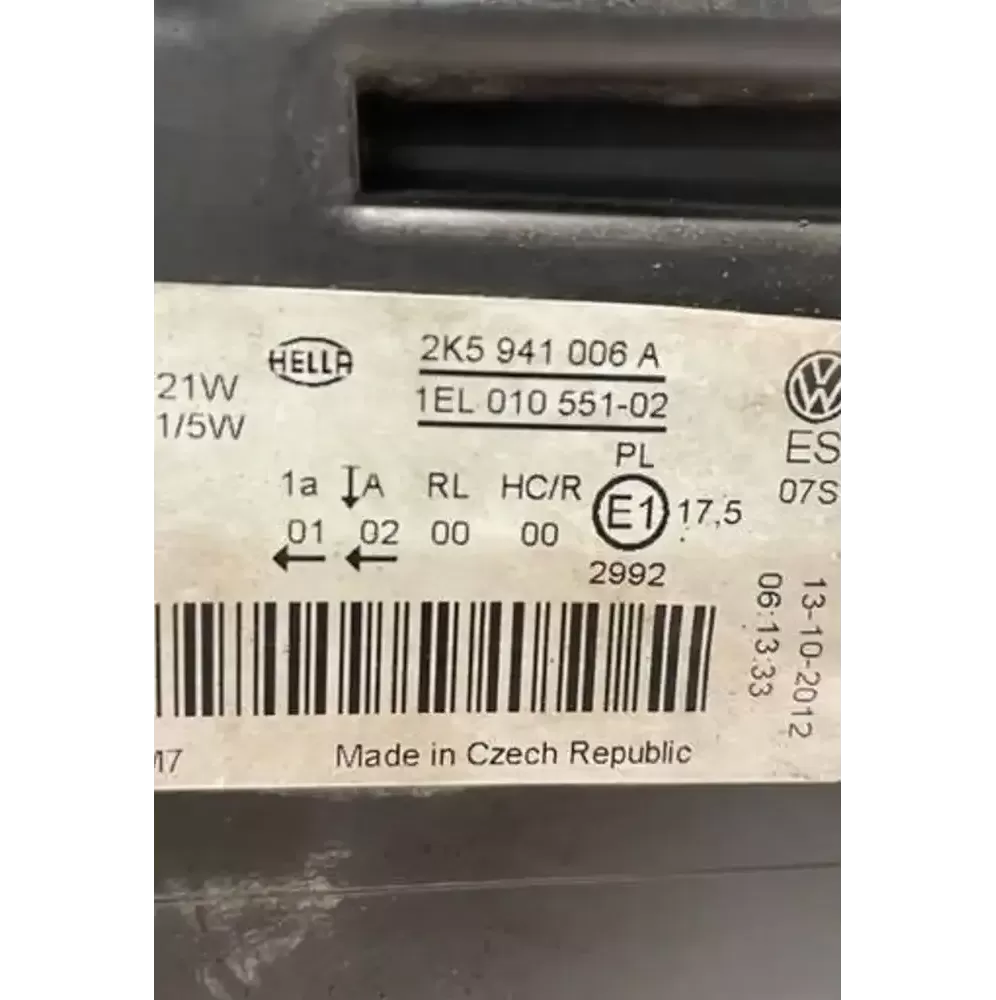 HELLA
2K5 941 006 A
21W
1EL 010 551-02
1/5W
PL
ES
1a A RL HC/R E1 17,5
07S
01 02 00 00
2992
13-10-2012
06:13:33
Made in Czech Republic